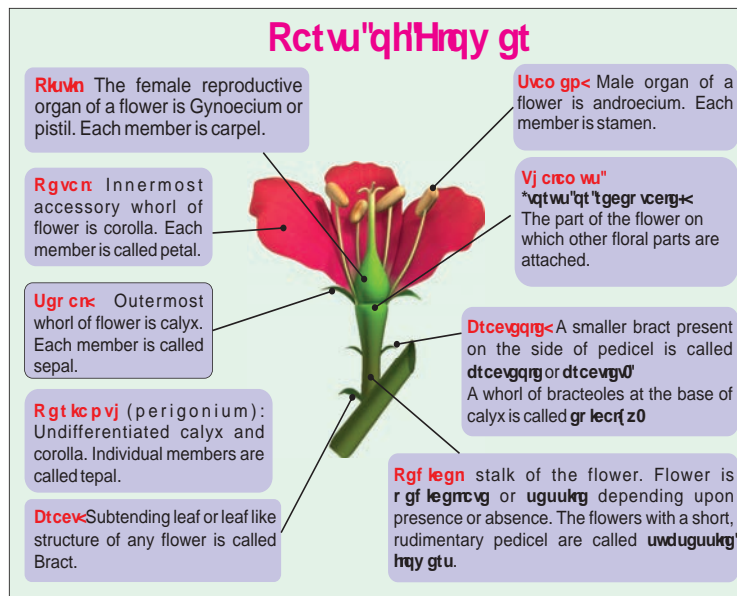 Rctvu"qh"Hnqy gt
Rkuvkn The female reproductive
organ of a flower is Gynoecium or
pistil. Each member is carpel.
Rgvcn Innermost
accessory whorl of
flower is corolla. Each
member is called petal.
Ugr cn< Outermost
whorl of flower is calyx.
Each member is called
sepal.
Rgt kcpvj (perigonium):
Undifferentiated calyx and
corolla. Individual members are
called tepal.
Dtcev< Subtending leaf or leaf like
structure of any flower is called
Bract.
Uvco gp< Male organ of a
flower is androecium. Each
member is stamen.
Vj cnco wu"
*vqtwu"qt"tgegr vceng+<
The part of the flower on
which other floral parts are
attached.
Dtcevgqng< A smaller bract present
on the side of pedicel is called
dtcevgqng or dtcevngv0"
A whorl of bracteoles at the base of
calyx is called gr kecn{z0
Rgf kegn stalk of the flower. Flower is
r gf kegmcvg or uguukng depending upon
presence or absence. The flowers with a short,
rudimentary pedicel are called uwduguukng"
hnqy gtu.